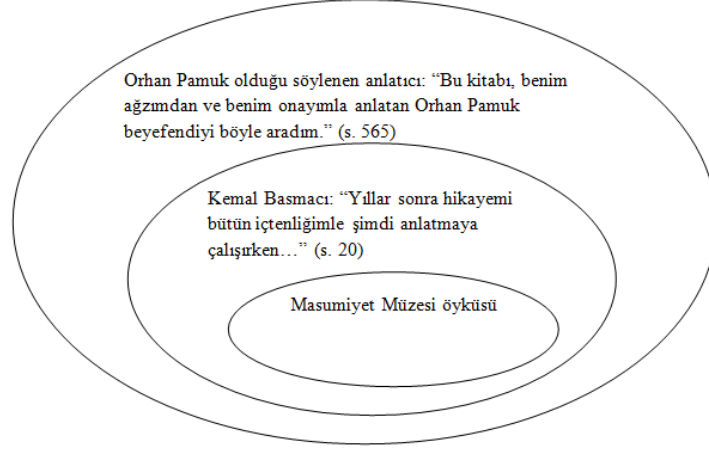 Orhan Pamuk olduğu söylenen anlatıcı: “Bu kitabı, benim
ağzımdan ve benim onayımla anlatan Orhan Pamuk
beyefendiyi böyle aradım.” (s. 565)
Kemal Basmacı: “Yıllar sonra hikayemi
bütün içtenliğimle şimdi anlatmaya
çalışırken…” (s. 20)
Masumiyet Müzesi öyküsü